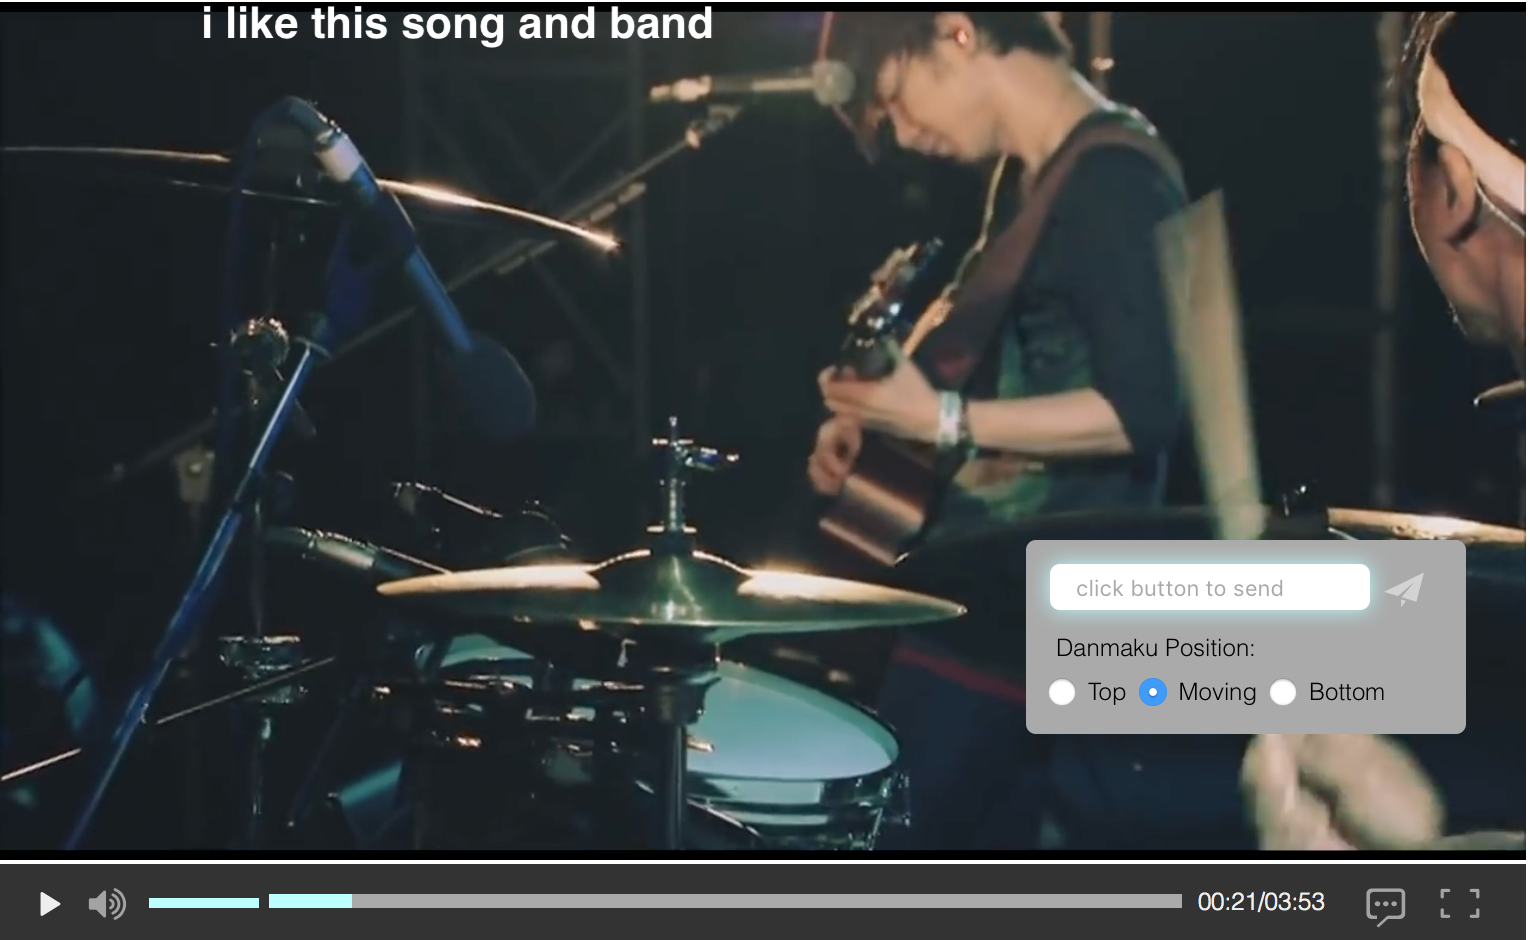 i like this song and band
click button to send
Danmaku Position:
Top Moving Bottom
00:21/03:53